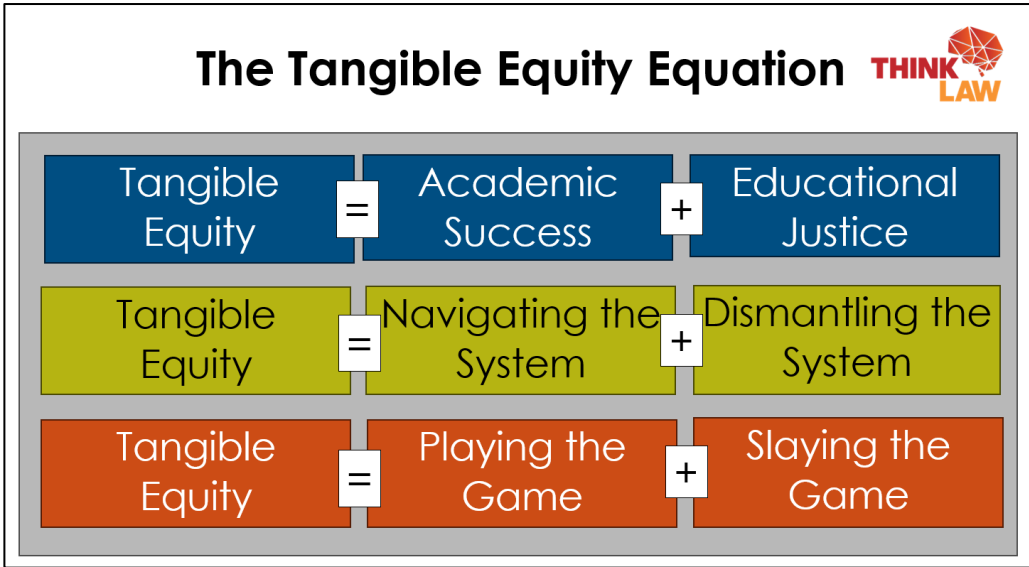 The Tangible Equity Equation
THINK
LAW
Tangible
Equity
=
Academic
Success
+
Educational
Justice
Tangible
Equity
=
Navigating the
System
+
Dismantling the
System
Tangible
Equity
=
Playing the
Game
+
Slaying the
Game